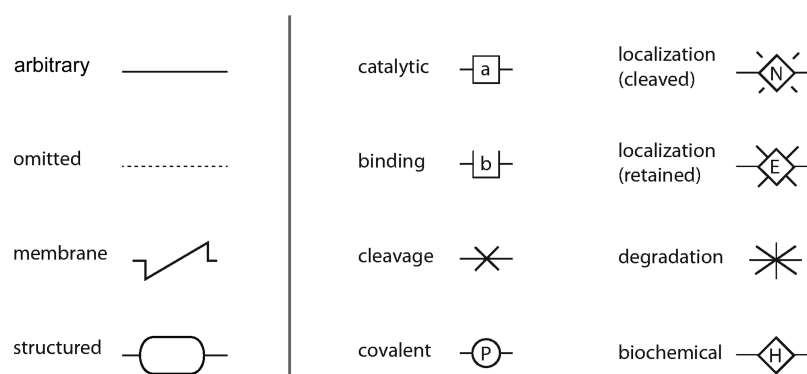 arbitrary
omitted
membrane
structured
catalytic
a
binding
b
cleavage
covalent
P
localization
(cleaved)
N
localization
(retained)
E
degradation
biochemical
H